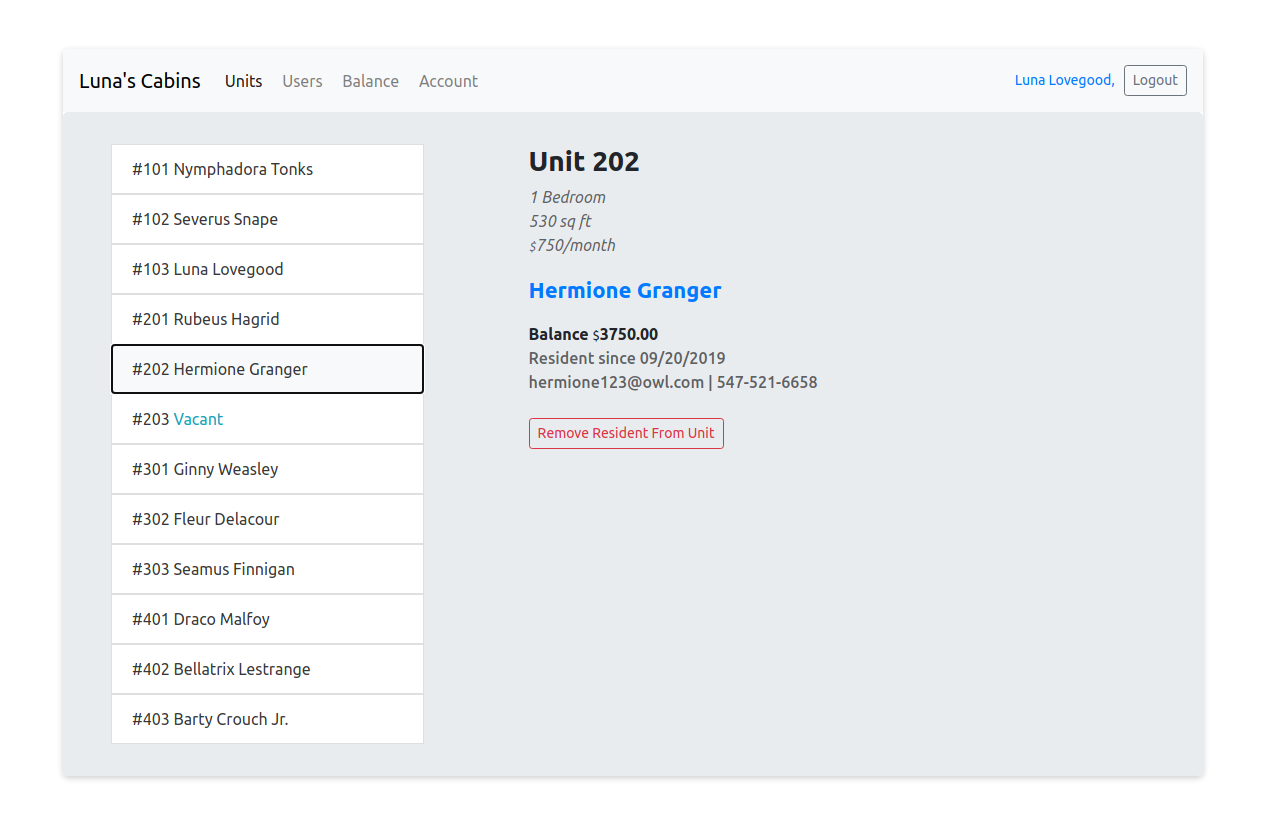 Luna's Cabins Units Users Balance Account Luna Lovegood, Logout
#101 Nymphadora Tonks
#102 Severus Snape
#103 Luna Lovegood
#201 Rubeus Hagrid
#202 Hermione Granger
#203 Vacant
#301 Ginny Weasley
#302 Fleur Delacour
#303 Seamus Finnigan
#401 Draco Malfoy
#402 Bellatrix Lestrange
#403 Barty Crouch Jr.
Unit 202
1 Bedroom
530 sq ft
$750/month
Hermione Granger
Balance $3750.00
Resident since 09/20/2019
hermione123@owl.com | 547-521-6658
Remove Resident From Unit